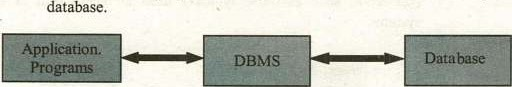 database.
Application.
Programs
DBMS
Database